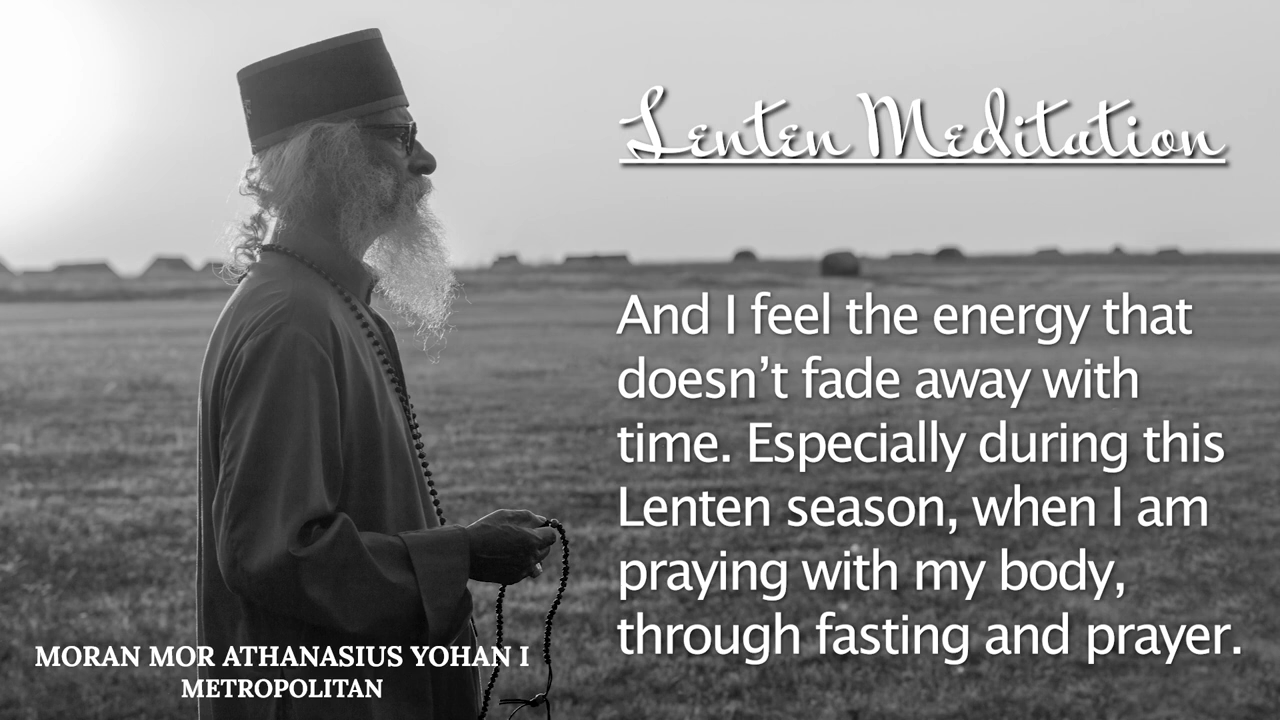 Lenten Meditation
And I feel the energy that
doesn’t fade away with
time. Especially during this
Lenten season, when I am
praying with my body,
through fasting and prayer.
MORAN MOR ATHANASIUS YOHAN I
METROPOLITAN